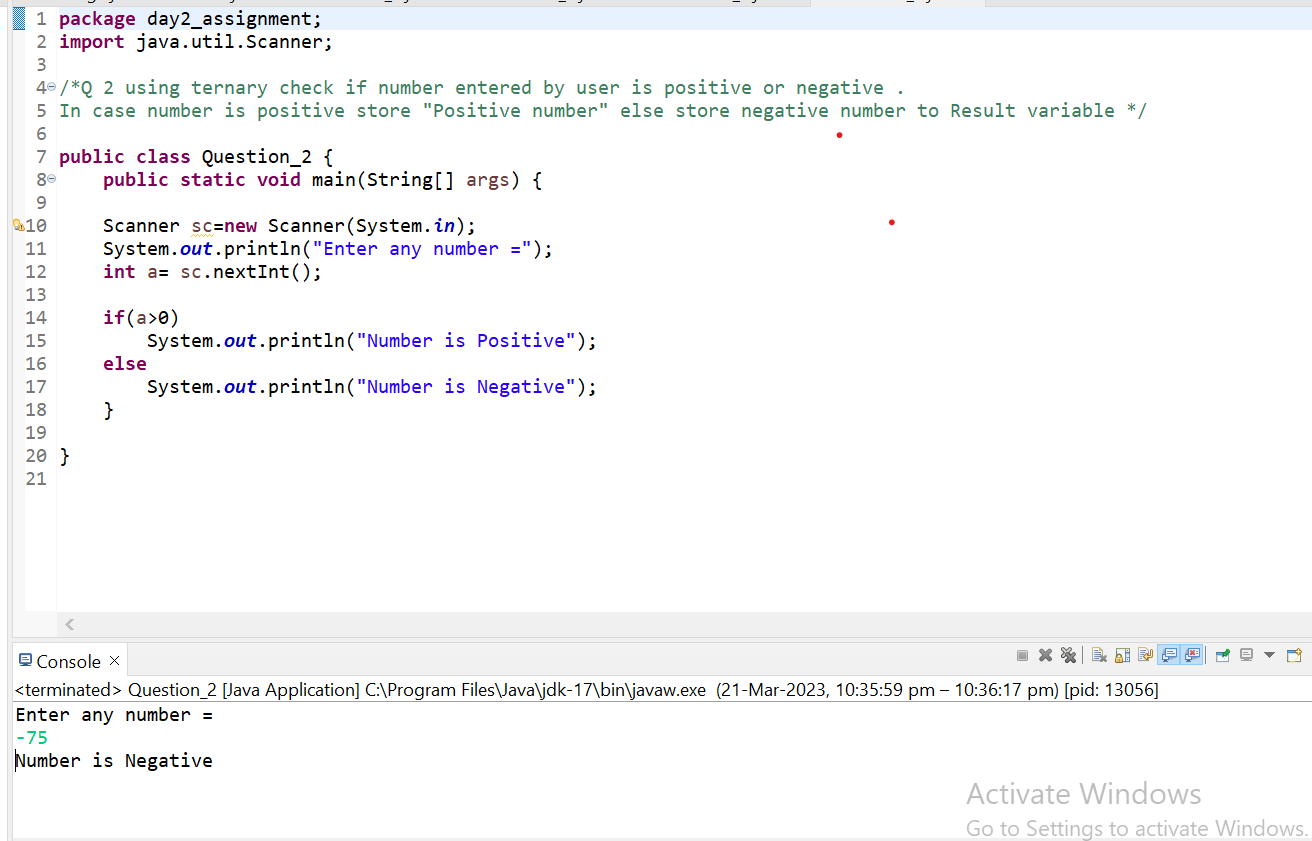 1 package day2_assignment;
2 import java.util.Scanner;
3
4 /*Q 2 using ternary check if number entered by user is positive or negative .
5 In case number is positive store "Positive number" else store negative number to Result variable */
6
7 public class Question_2 {
8 public static void main(String[] args) {
9
10 Scanner sc=new Scanner(System.in);
11 System.out.println("Enter any number =");
12 int a= sc.nextInt();
13
14 if(a>0)
15 System.out.println("Number is Positive");
16 else
17 System.out.println("Number is Negative");
18 }
19
20 }
21
Console
<terminated> Question_2 [Java Application] C:\Program Files\Java\jdk-17\bin\javaw.exe (21-Mar-2023, 10:35:59 pm – 10:36:17 pm) [pid: 13056]
Enter any number =
-75
Number is Negative
Activate Windows
Go to Settings to activate Windows.